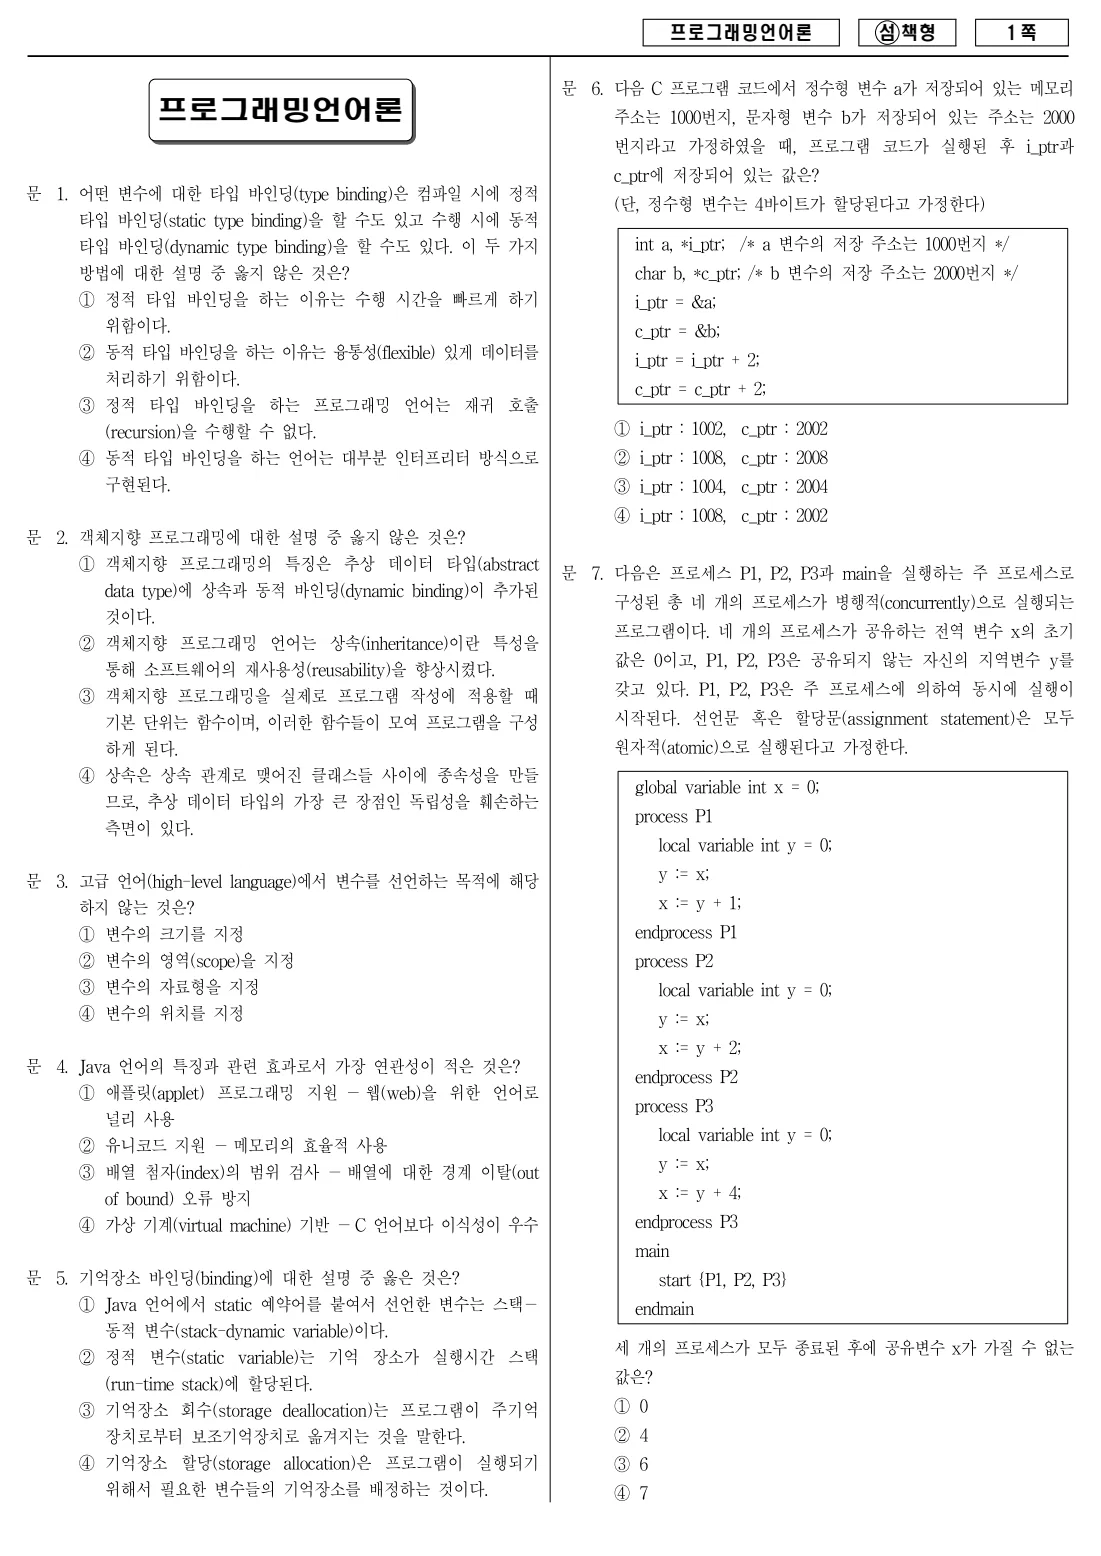 프로그래밍언어론
섬책형
1쪽
프로그래밍언어론
문 1. 어떤 변수에 대한 타입 바인딩(type binding)은 컴파일 시에 정적
타입 바인딩(static type binding)을 할 수도 있고 수행 시에 동적
타입 바인딩(dynamic type binding)을 할 수도 있다. 이 두 가지
방법에 대한 설명 중 옳지 않은 것은?
① 정적 타입 바인딩을 하는 이유는 수행 시간을 빠르게 하기
위함이다.
② 동적 타입 바인딩을 하는 이유는 융통성(flexible) 있게 데이터를
처리하기 위함이다.
③ 정적 타입 바인딩을 하는 프로그래밍 언어는 재귀 호출
(recursion)을 수행할 수 없다.
④ 동적 타입 바인딩을 하는 언어는 대부분 인터프리터 방식으로
구현된다.
문 2. 객체지향 프로그래밍에 대한 설명 중 옳지 않은 것은?
① 객체지향 프로그래밍의 특징은 추상 데이터 타입(abstract
data type)에 상속과 동적 바인딩(dynamic binding)이 추가된
것이다.
② 객체지향 프로그래밍 언어는 상속(inheritance)이란 특성을
통해 소프트웨어의 재사용성(reusability)을 향상시켰다.
③ 객체지향 프로그래밍을 실제로 프로그램 작성에 적용할 때
기본 단위는 함수이며, 이러한 함수들이 모여 프로그램을 구성
하게 된다.
④ 상속은 상속 관계로 맺어진 클래스들 사이에 종속성을 만들
므로, 추상 데이터 타입의 가장 큰 장점인 독립성을 훼손하는
측면이 있다.
문 3. 고급 언어(high-level language)에서 변수를 선언하는 목적에 해당
하지 않는 것은?
① 변수의 크기를 지정
② 변수의 영역(scope)을 지정
③ 변수의 자료형을 지정
④ 변수의 위치를 지정
문 4. Java 언어의 특징과 관련 효과로서 가장 연관성이 적은 것은?
① 애플릿(applet) 프로그래밍 지원 － 웹(web)을 위한 언어로
널리 사용
② 유니코드 지원 － 메모리의 효율적 사용
③ 배열 첨자(index)의 범위 검사 － 배열에 대한 경계 이탈(out
of bound) 오류 방지
④ 가상 기계(virtual machine) 기반 － C 언어보다 이식성이 우수
문 5. 기억장소 바인딩(binding)에 대한 설명 중 옳은 것은?
① Java 언어에서 static 예약어를 붙여서 선언한 변수는 스택－
동적 변수(stack-dynamic variable)이다.
② 정적 변수(static variable)는 기억 장소가 실행시간 스택
(run-time stack)에 할당된다.
③ 기억장소 회수(storage deallocation)는 프로그램이 주기억
장치로부터 보조기억장치로 옮겨지는 것을 말한다.
④ 기억장소 할당(storage allocation)은 프로그램이 실행되기
위해서 필요한 변수들의 기억장소를 배정하는 것이다.
문 6. 다음 C 프로그램 코드에서 정수형 변수 a가 저장되어 있는 메모리
주소는 1000번지, 문자형 변수 b가 저장되어 있는 주소는 2000
번지라고 가정하였을 때, 프로그램 코드가 실행된 후 i_ptr과
c_ptr에 저장되어 있는 값은?
(단, 정수형 변수는 4바이트가 할당된다고 가정한다)
int a, *i_ptr; /* a 변수의 저장 주소는 1000번지 */
char b, *c_ptr; /* b 변수의 저장 주소는 2000번지 */
i_ptr = &a;
c_ptr = &b;
i_ptr = i_ptr + 2;
c_ptr = c_ptr + 2;
① i_ptr : 1002, c_ptr : 2002
② i_ptr : 1008, c_ptr : 2008
③ i_ptr : 1004, c_ptr : 2004
④ i_ptr : 1008, c_ptr : 2002
문 7. 다음은 프로세스 P1, P2, P3과 main을 실행하는 주 프로세스로
구성된 총 네 개의 프로세스가 병행적(concurrently)으로 실행되는
프로그램이다. 네 개의 프로세스가 공유하는 전역 변수 x의 초기
값은 0이고, P1, P2, P3은 공유되지 않는 자신의 지역변수 y를
갖고 있다. P1, P2, P3은 주 프로세스에 의하여 동시에 실행이
시작된다. 선언문 혹은 할당문(assignment statement)은 모두
원자적(atomic)으로 실행된다고 가정한다.
global variable int x = 0;
process P1
local variable int y = 0;
y := x;
x := y + 1;
endprocess P1
process P2
local variable int y = 0;
y := x;
x := y + 2;
endprocess P2
process P3
local variable int y = 0;
y := x;
x := y + 4;
endprocess P3
main
start {P1, P2, P3}
endmain
세 개의 프로세스가 모두 종료된 후에 공유변수 x가 가질 수 없는
값은?
① 0
② 4
③ 6
④ 7